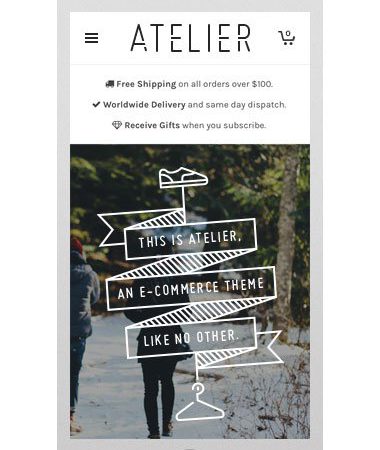 ATELIER
0
Free Shipping on all orders over $100.
Worldwide Delivery and same day dispatch.
Receive Gifts when you subscribe.
THIS IS ATELIER,
AN E-COMMERCE THEME
LIKE NO OTHER.